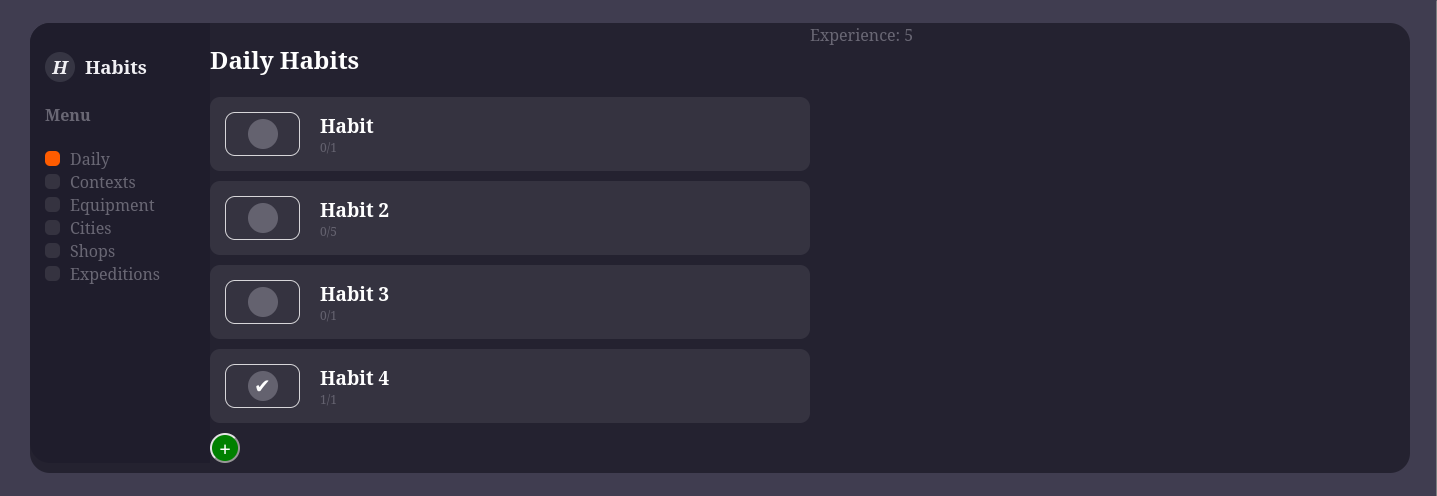 H Habits
Menu
Daily
Contexts
Equipment
Cities
Shops
Expeditions
Daily Habits
Habit
0/1
Habit 2
0/5
Habit 3
0/1
✔ Habit 4
1/1
+
Experience: 5